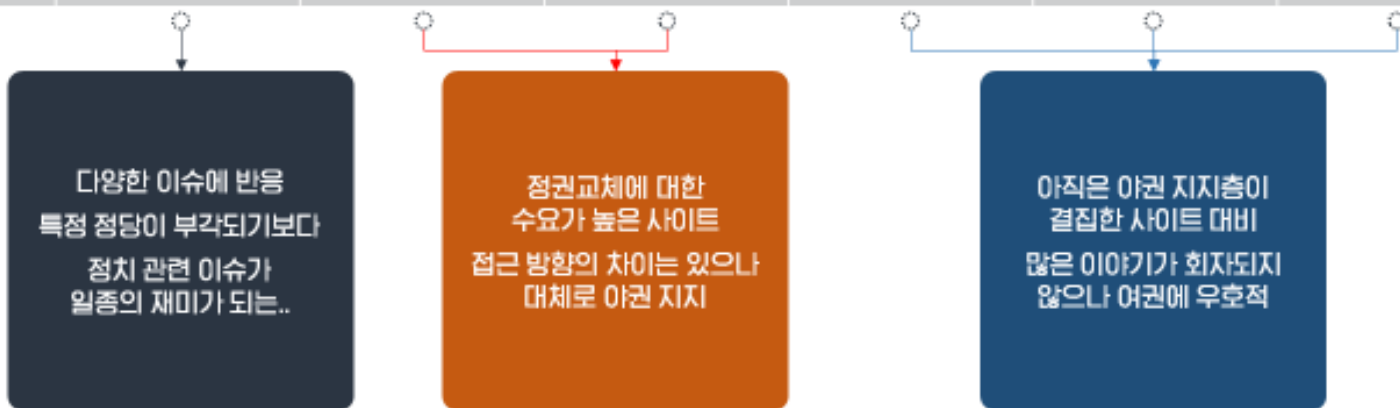 다양한 이슈에 반응
특정 정당이 부각되기보다
정치 관련 이슈가
일종의 재미가 되는..
정권교체에 대한
수요가 높은 사이트
접근 방향의 차이는 있으나
대체로 야권 지지
아직은 야권 지지층이
결집한 사이트 대비
많은 이야기가 회자되지
않으나 여권에 우호적